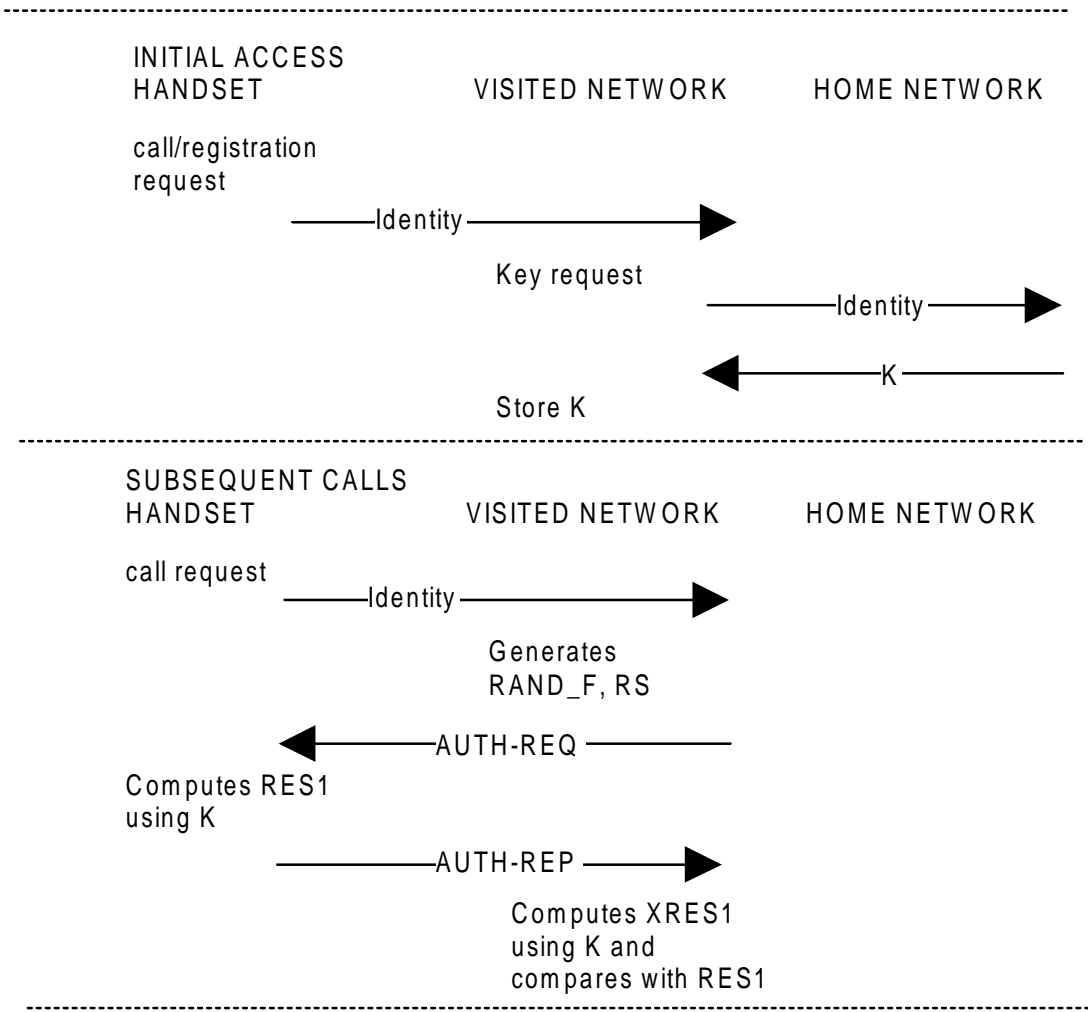 INITIAL ACCESS
HANDSET VISITED NETWORK HOME NETWORK
call/registration
request
Identity
Key request
Identity
K
Store K
SUBSEQUENT CALLS
HANDSET VISITED NETWORK HOME NETWORK
call request
Identity
Generates
RAND_F, RS
AUTH-REQ
Computes RES1
using K
AUTH-REP
Computes XRES1
using K and
compares with RES1